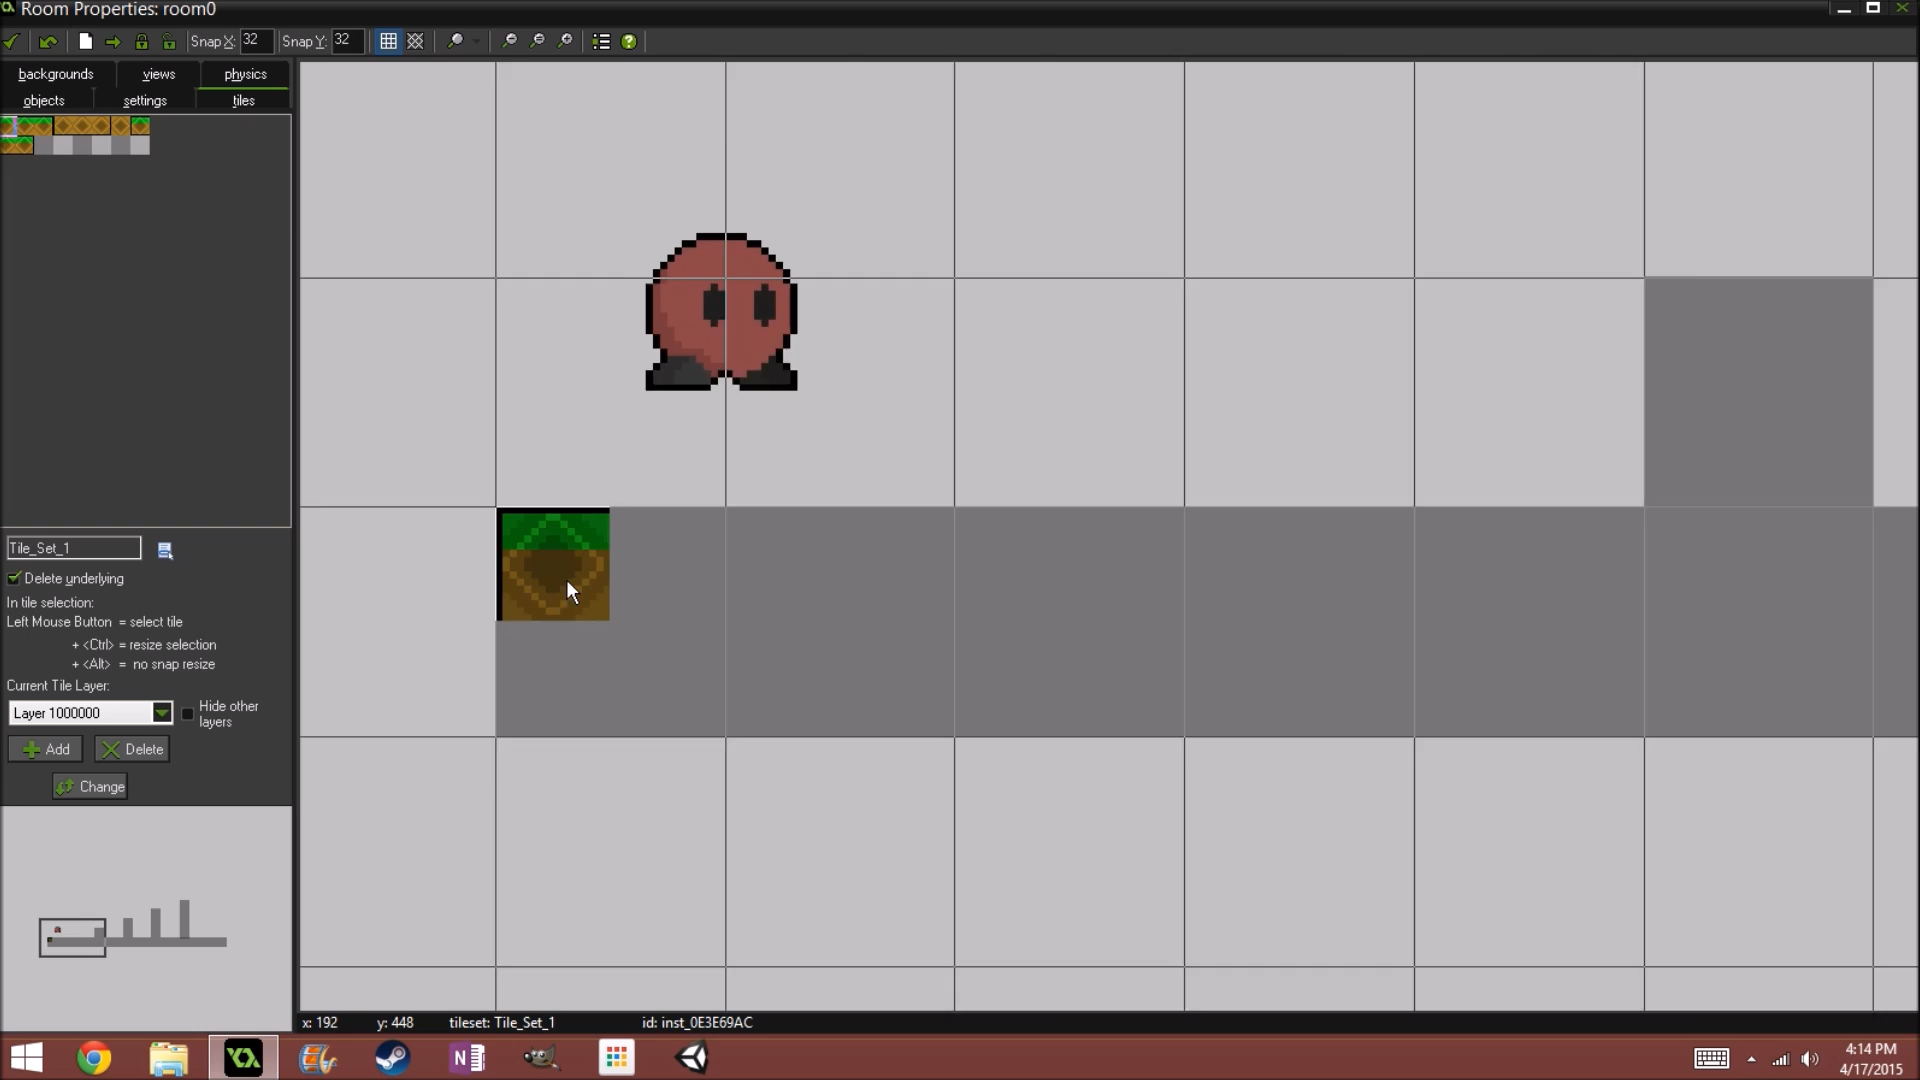 Room Properties: room0
Snap X: 32 Snap Y: 32
backgrounds views physics
objects settings tiles
Tile_Set_1
Delete underlying
In tile selection:
Left Mouse Button = select tile
+ <Ctrl> = resize selection
+ <Alt> = no snap resize
Current Tile Layer:
Layer 1000000 Hide other layers
Add Delete
Change
x: 192 y: 448 tileset: Tile_Set_1 id: inst_0E3E69AC
4:14 PM
4/17/2015